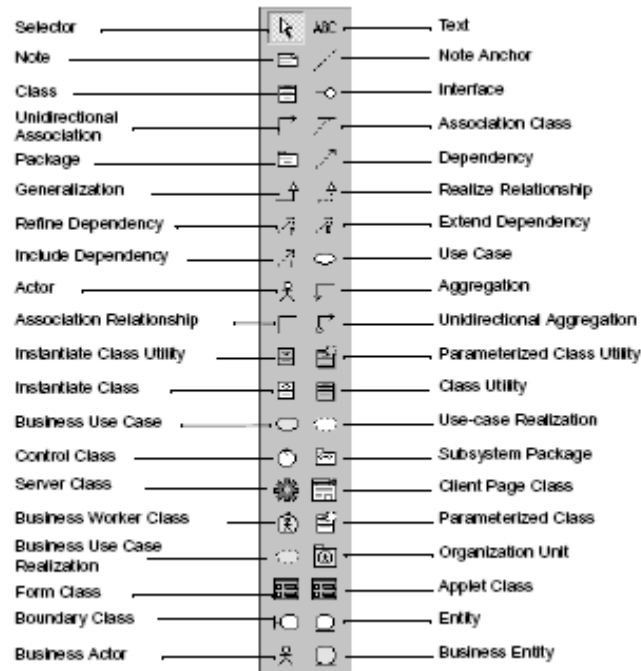 Selector
ABC
Text
Note
Note Anchor
Class
Interface
Unidirectional
Association
Association Class
Package
Dependency
Generalization
Realize Relationship
Refine Dependency
Extend Dependency
Include Dependency
Use Case
Actor
Aggregation
Association Relationship
Unidirectional Aggregation
Instantiate Class Utility
Parameterized Class Utility
Instantiate Class
Class Utility
Business Use Case
Use-case Realization
Control Class
Subsystem Package
Server Class
Client Page Class
Business Worker Class
Parameterized Class
Business Use Case
Realization
Organization Unit
Form Class
Applet Class
Boundary Class
Entity
Business Actor
Business Entity